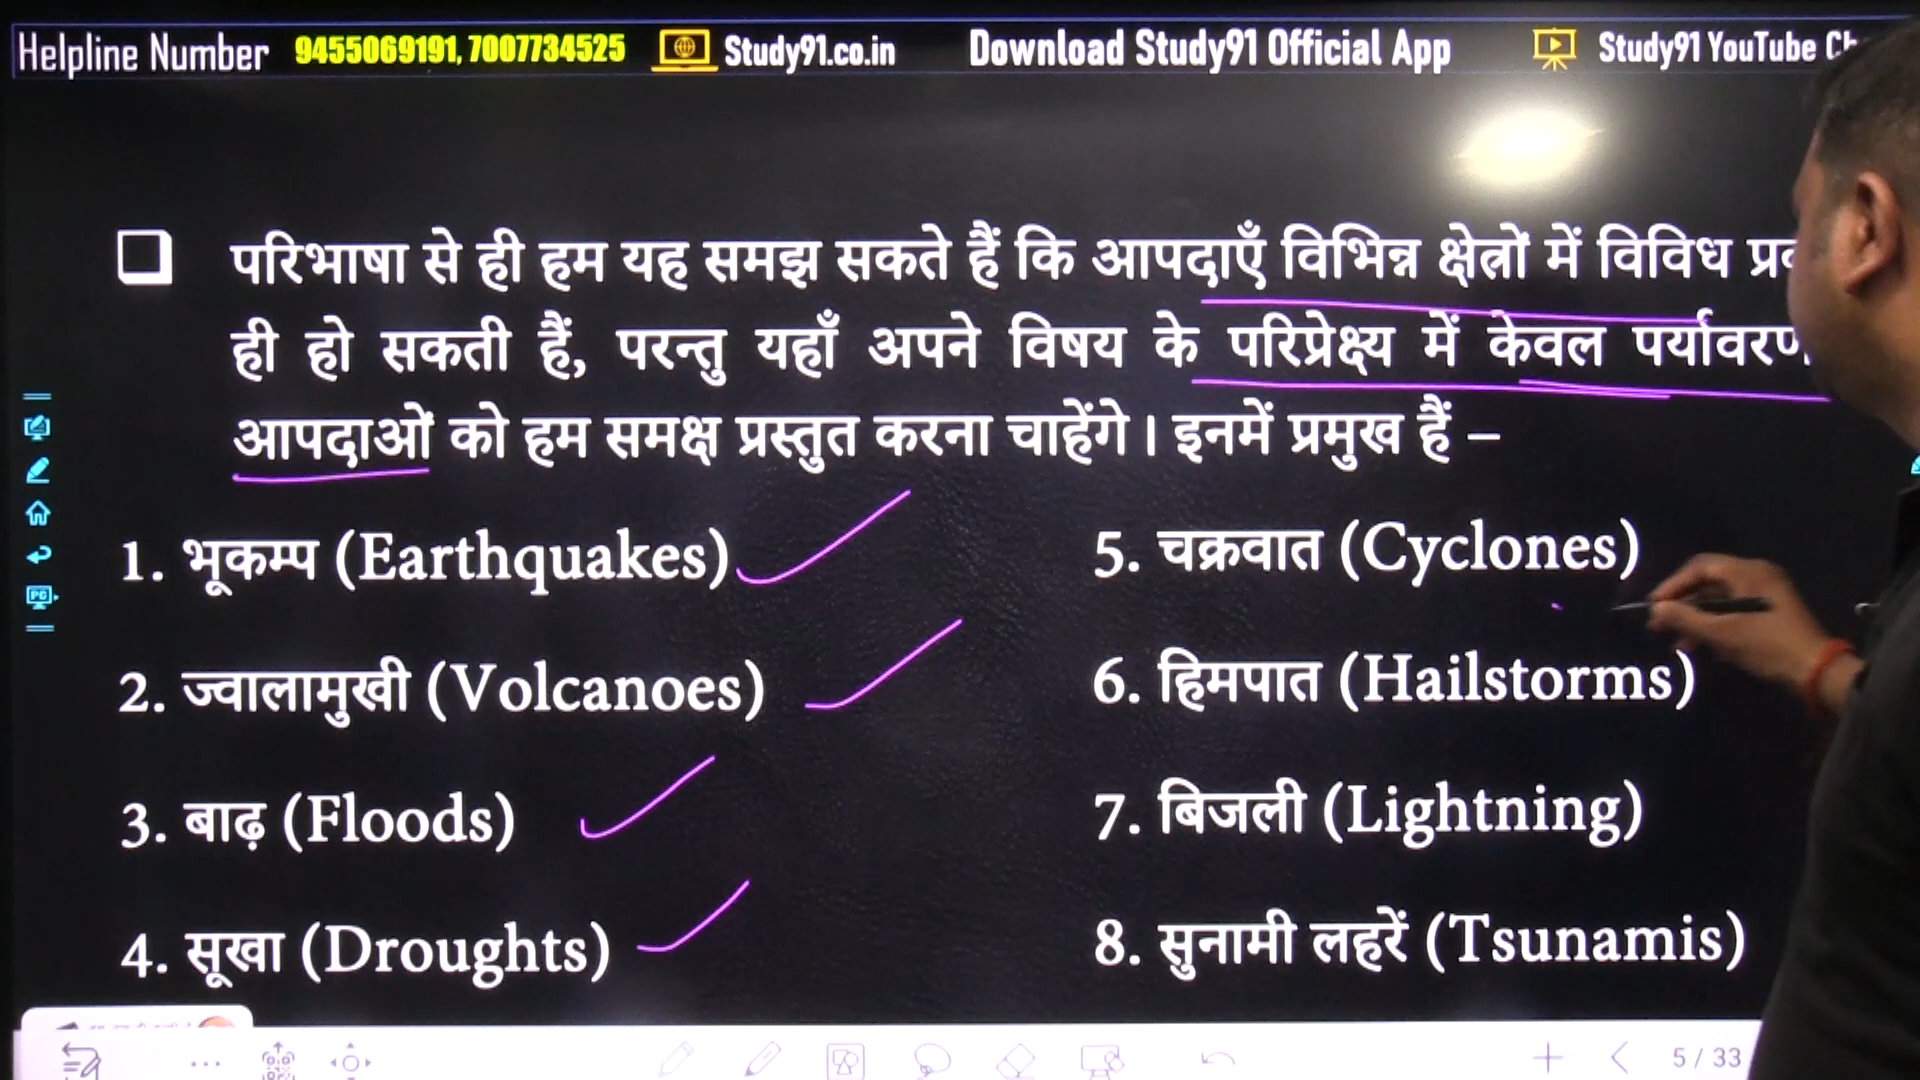 Helpline Number 9455069191, 7007734525 Study91.co.in Download Study91 Official App Study91 YouTube
परिभाषा से ही हम यह समझ सकते हैं कि आपदाएँ विभिन्न क्षेत्रों में विविध
ही हो सकती हैं, परन्तु यहाँ अपने विषय के परिप्रेक्ष्य में केवल पर्यावरण
आपदाओं को हम समक्ष प्रस्तुत करना चाहेंगे। इनमें प्रमुख हैं –
1. भूकम्प (Earthquakes)
2. ज्वालामुखी (Volcanoes)
3. बाढ़ (Floods)
4. सूखा (Droughts)
5. चक्रवात (Cyclones)
6. हिमपात (Hailstorms)
7. बिजली (Lightning)
8. सुनामी लहरें (Tsunamis)
5 / 33